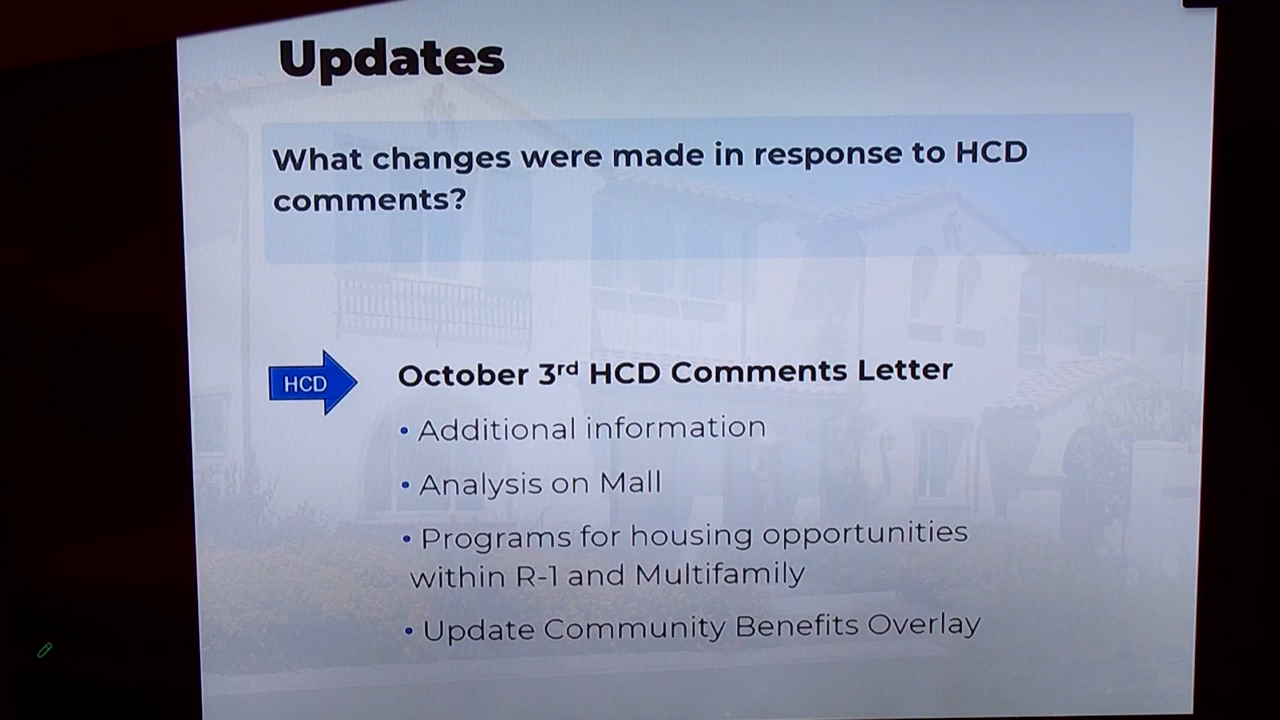 Updates
What changes were made in response to HCD
comments?
HCD
October 3rd HCD Comments Letter
• Additional information
• Analysis on Mall
• Programs for housing opportunities
within R-1 and Multifamily
• Update Community Benefits Overlay